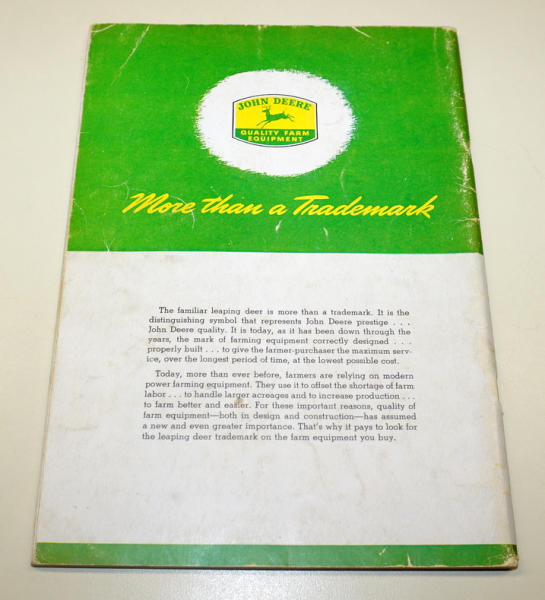 JOHN DEERE
QUALITY FARM
EQUIPMENT
More than a Trademark
The familiar leaping deer is more than a trademark. It is the
distinguishing symbol that represents John Deere prestige . . .
John Deere quality. It is today, as it has been down through the
years, the mark of farming equipment correctly designed . . .
properly built . . . to give the farmer-purchaser the maximum serv-
ice, over the longest period of time, at the lowest possible cost.
Today, more than ever before, farmers are relying on modern
power farming equipment. They use it to offset the shortage of farm
labor . . . to handle larger acreages and to increase production . . .
to farm better and easier. For these important reasons, quality of
farm equipment—both in design and construction—has assumed
a new and even greater importance. That's why it pays to look for
the leaping deer trademark on the farm equipment you buy.